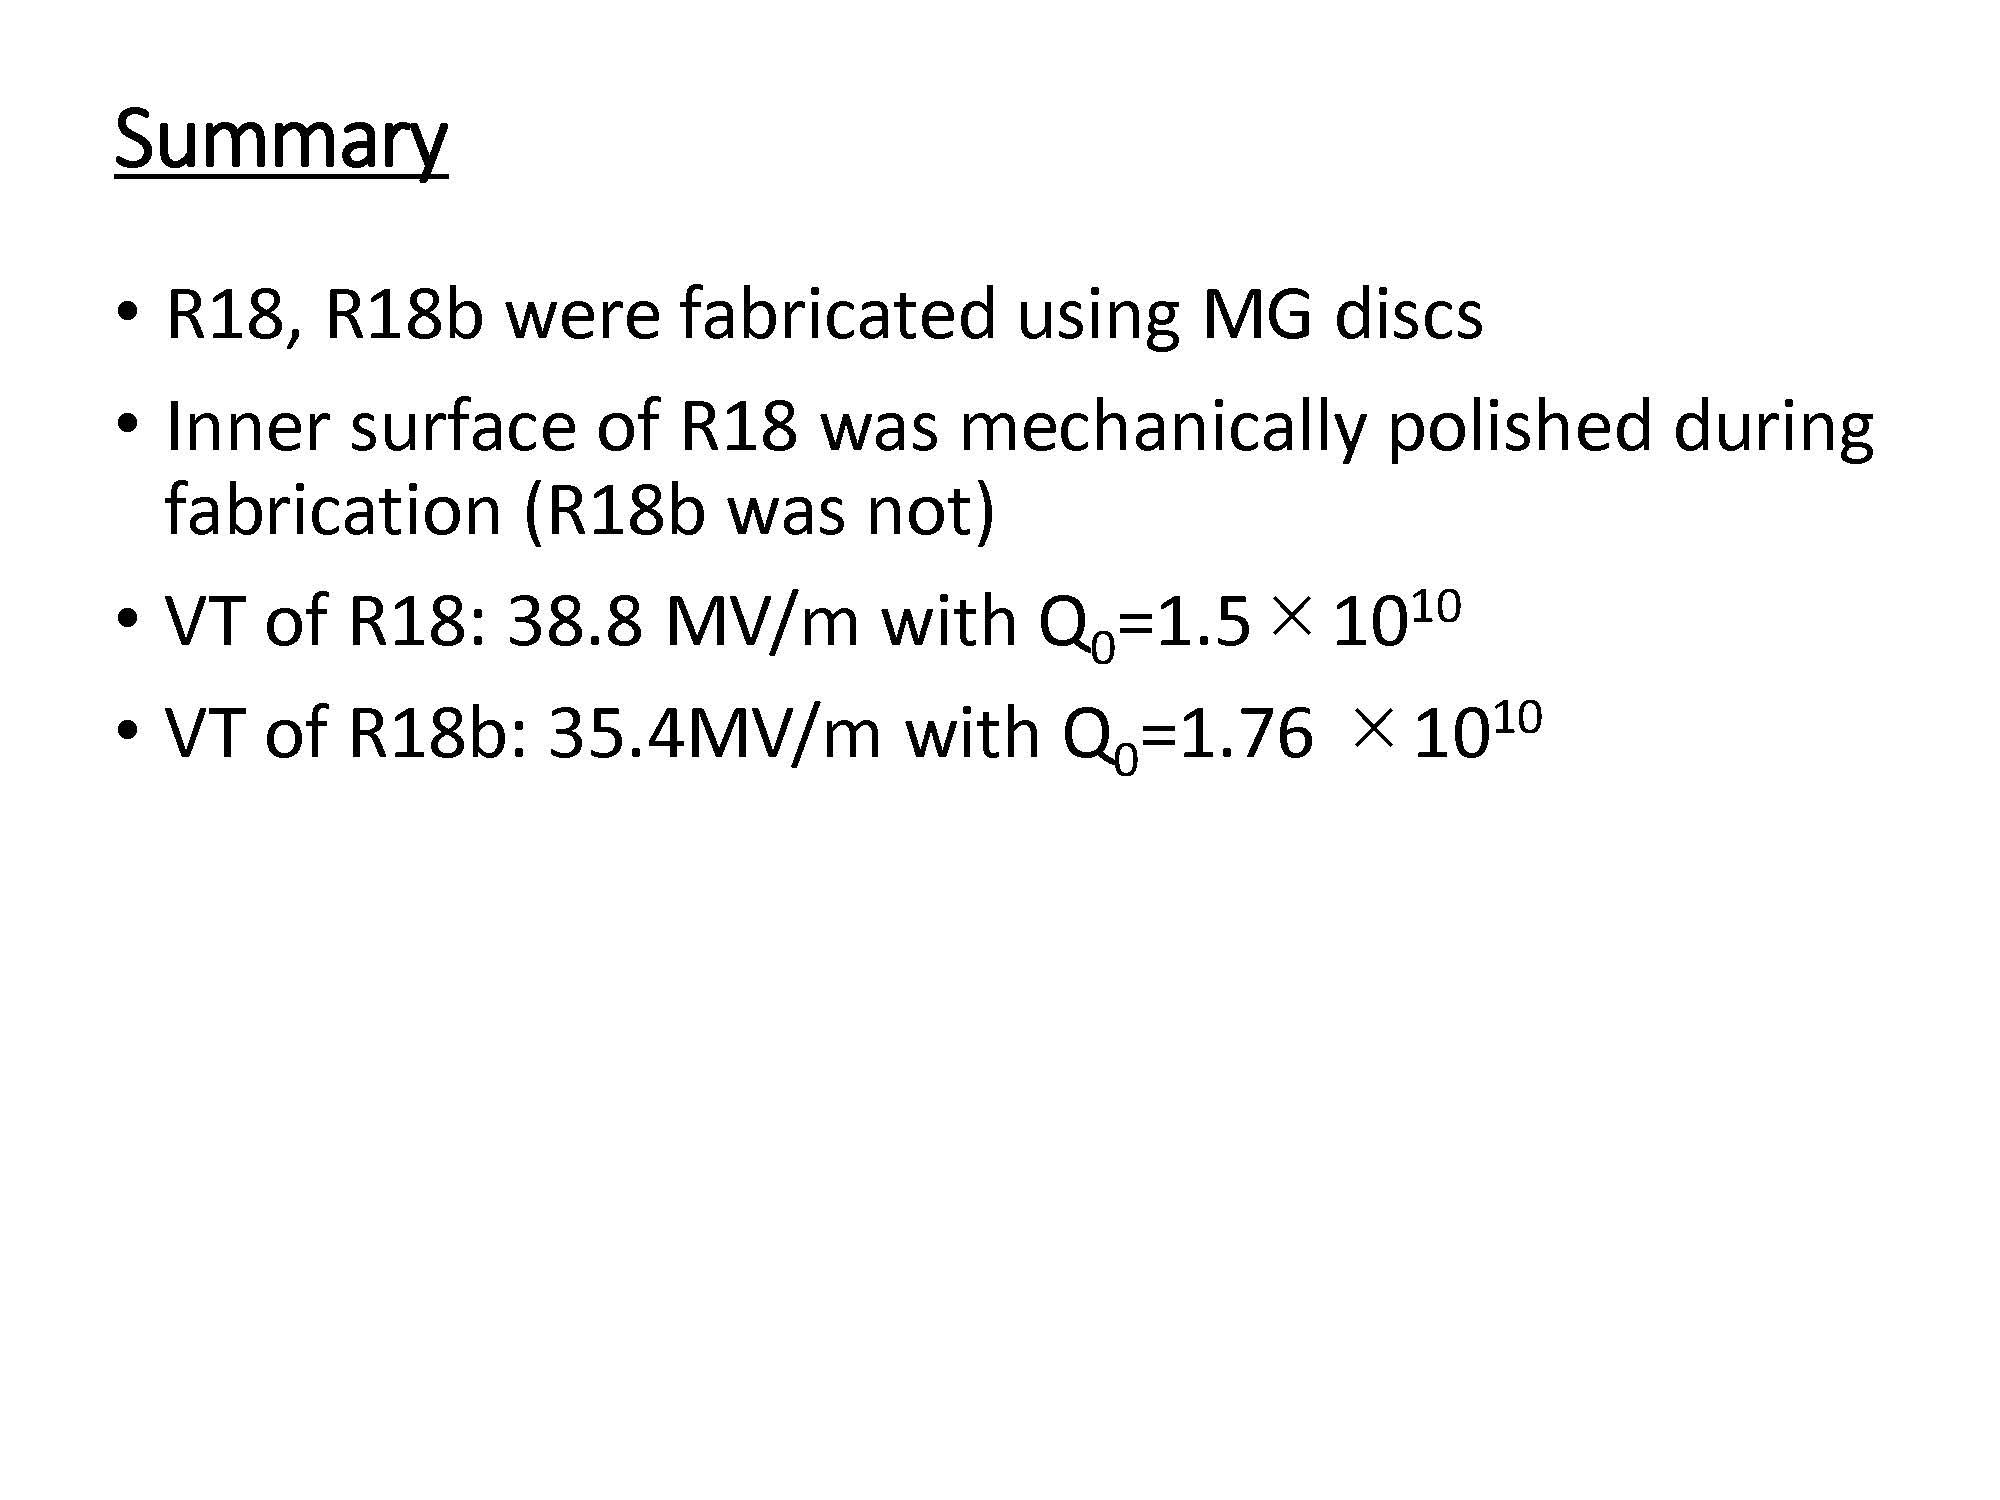 Summary
• R18, R18b were fabricated using MG discs
• Inner surface of R18 was mechanically polished during
fabrication (R18b was not)
• VT of R18: 38.8 MV/m with Q₀=1.5×10¹⁰
• VT of R18b: 35.4MV/m with Q₀=1.76 ×10¹⁰